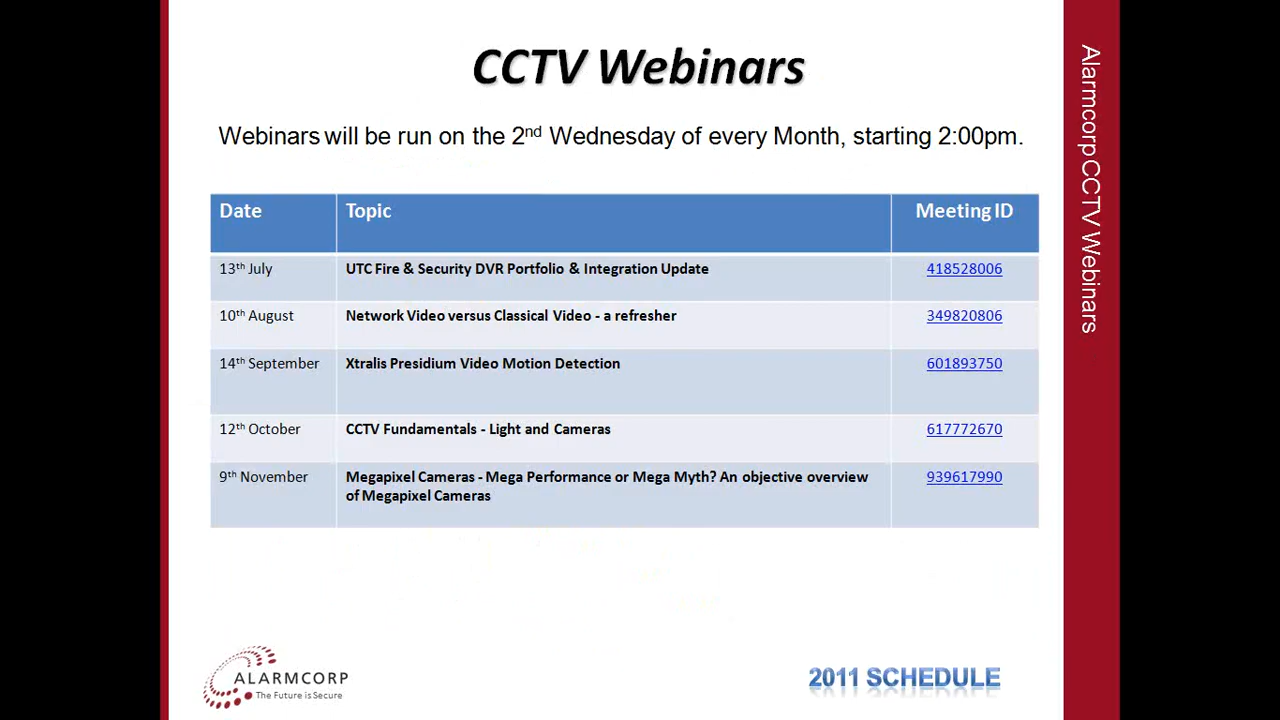 CCTV Webinars
Webinars will be run on the 2nd Wednesday of every Month, starting 2:00pm.
Date Topic Meeting ID
13th July UTC Fire & Security DVR Portfolio & Integration Update 418528006
10th August Network Video versus Classical Video - a refresher 349820806
14th September Xtralis Presidium Video Motion Detection 601893750
12th October CCTV Fundamentals - Light and Cameras 617772670
9th November Megapixel Cameras - Mega Performance or Mega Myth? An objective overview 939617990
of Megapixel Cameras
Alarmcorp CCTV Webinars
ALARMCORP
The Future is Secure
2011 SCHEDULE